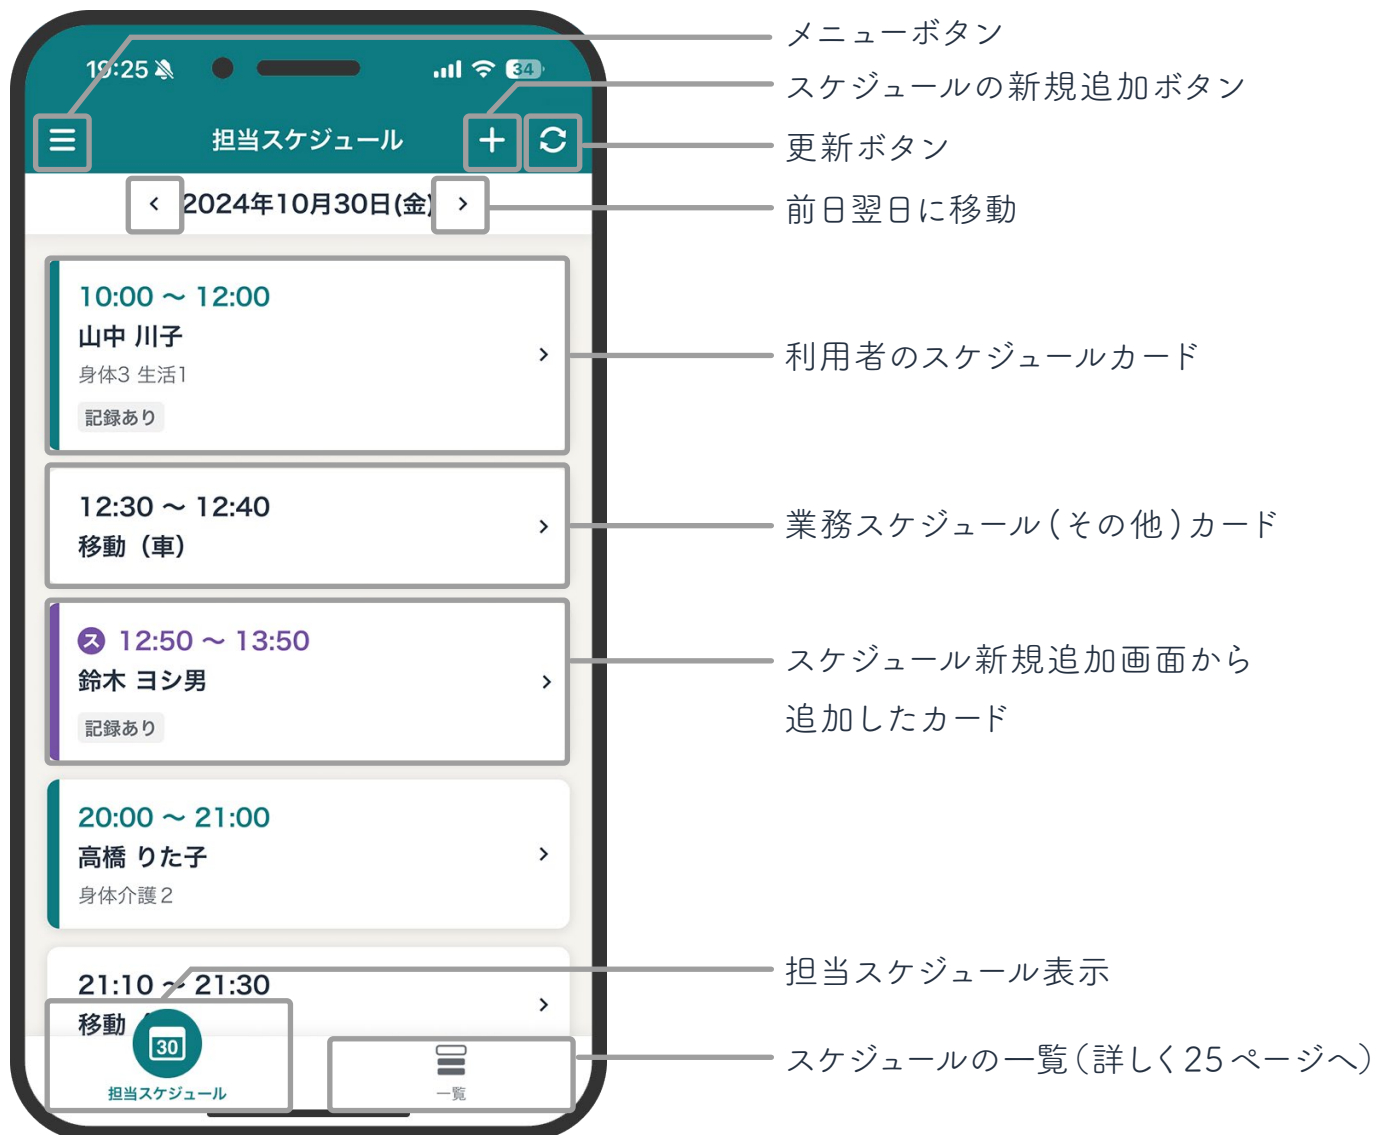 メニューボタン
スケジュールの新規追加ボタン
更新ボタン
前日翌日に移動
利用者のスケジュールカード
業務スケジュール(その他)カード
スケジュール新規追加画面から
追加したカード
担当スケジュール表示
スケジュールの一覧(詳しく25ページへ)
19:25
34
担当スケジュール
2024年10月30日(金)
10:00 ～ 12:00
山中 川子
身体3 生活1
記録あり
12:30 ～ 12:40
移動（車）
ス 12:50 ～ 13:50
鈴木 ヨシ男
記録あり
20:00 ～ 21:00
高橋 りた子
身体介護２
21:10 ～ 21:30
移動
30
担当スケジュール
一覧